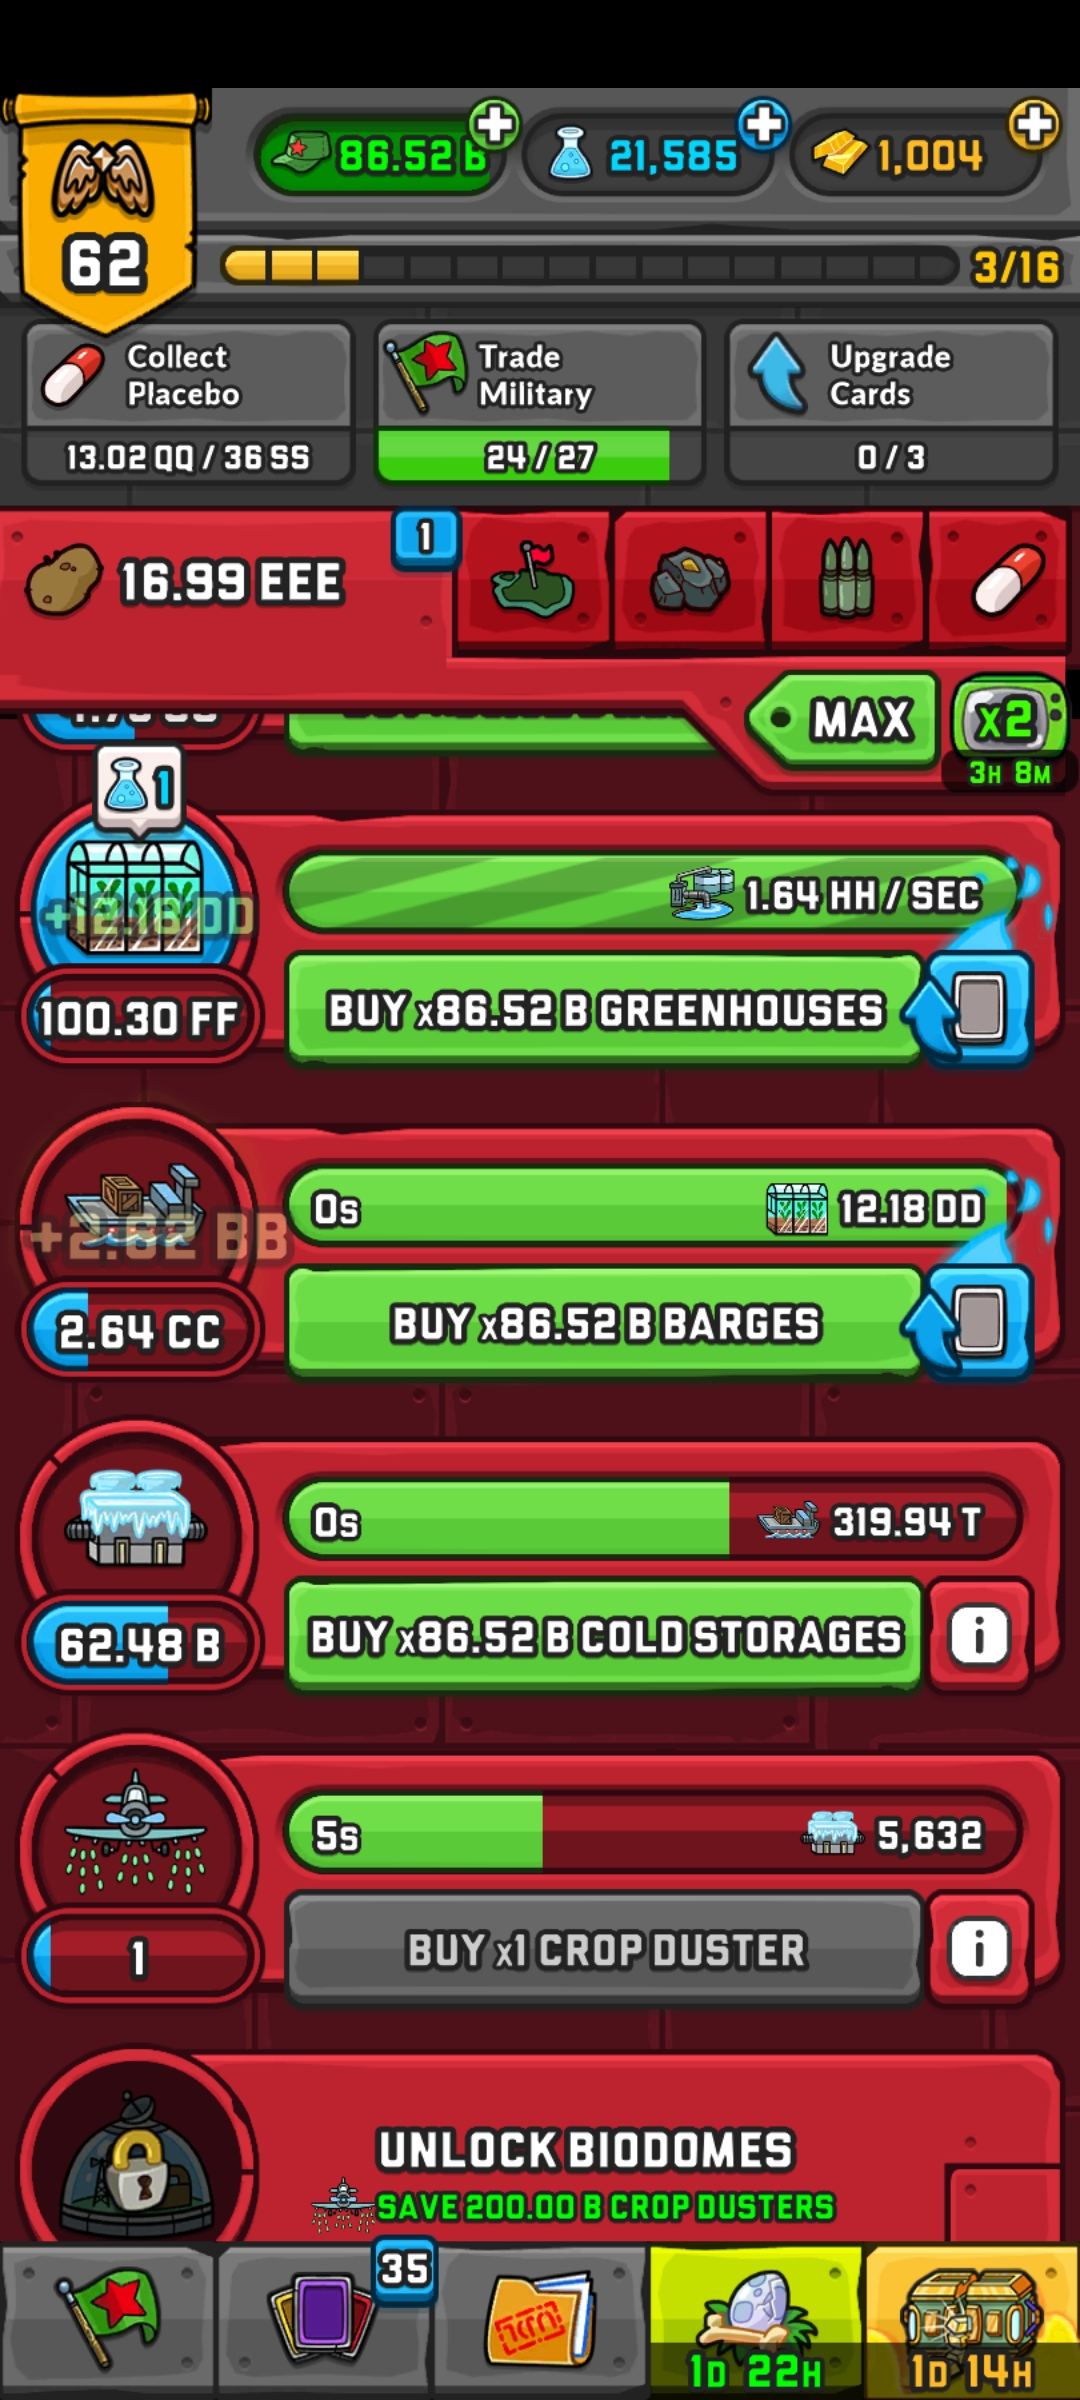 86.52 B
21,585
1,004
62
3/16
Collect
Placebo
13.02 QQ / 36 SS
Trade
Military
24 / 27
Upgrade
Cards
0 / 3
16.99 EEE
1
MAX
x2
3H 8M
1
+12.18 DD
1.64 HH / SEC
100.30 FF
BUY x86.52 B GREENHOUSES
0s
12.18 DD
+2.62 BB
2.64 CC
BUY x86.52 B BARGES
0s
319.94 T
62.48 B
BUY x86.52 B COLD STORAGES
5s
5,632
1
BUY x1 CROP DUSTER
UNLOCK BIODOMES
SAVE 200.00 B CROP DUSTERS
35
1D 22H
1D 14H